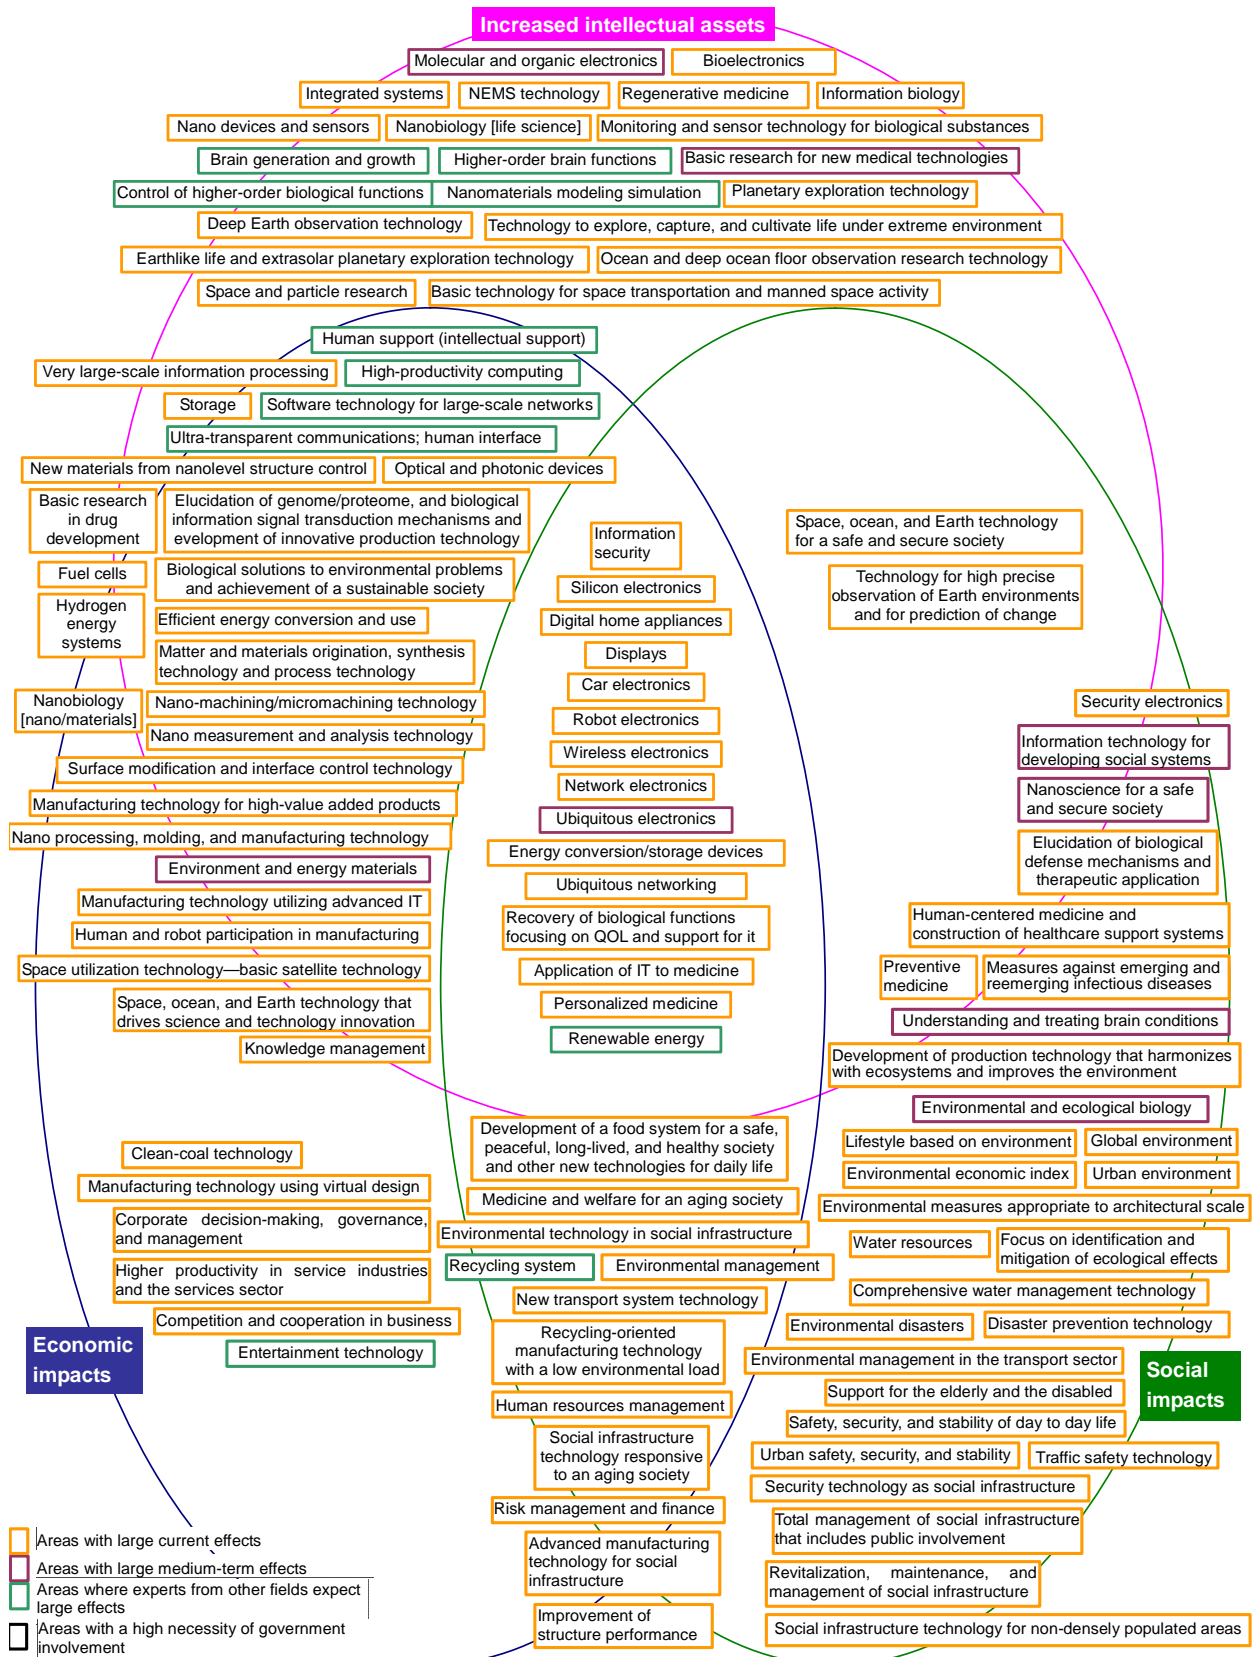 Increased intellectual assets
Molecular and organic electronics
Bioelectronics
Integrated systems
NEMS technology
Regenerative medicine
Information biology
Nano devices and sensors
Nanobiology [life science]
Monitoring and sensor technology for biological substances
Brain generation and growth
Higher-order brain functions
Basic research for new medical technologies
Control of higher-order biological functions
Nanomaterials modeling simulation
Planetary exploration technology
Deep Earth observation technology
Technology to explore, capture, and cultivate life under extreme environment
Earthlike life and extrasolar planetary exploration technology
Ocean and deep ocean floor observation research technology
Space and particle research
Basic technology for space transportation and manned space activity
Human support (intellectual support)
Very large-scale information processing
High-productivity computing
Storage
Software technology for large-scale networks
Ultra-transparent communications; human interface
New materials from nanolevel structure control
Optical and photonic devices
Basic research
in drug
development
Elucidation of genome/proteome, and biological
information signal transduction mechanisms and
evelopment of innovative production technology
Fuel cells
Biological solutions to environmental problems
and achievement of a sustainable society
Hydrogen
energy
systems
Efficient energy conversion and use
Matter and materials origination, synthesis
technology and process technology
Nanobiology
[nano/materials]
Nano-machining/micromachining technology
Nano measurement and analysis technology
Surface modification and interface control technology
Manufacturing technology for high-value added products
Nano processing, molding, and manufacturing technology
Environment and energy materials
Manufacturing technology utilizing advanced IT
Human and robot participation in manufacturing
Space utilization technology—basic satellite technology
Space, ocean, and Earth technology that
drives science and technology innovation
Knowledge management
Information
security
Silicon electronics
Digital home appliances
Displays
Car electronics
Robot electronics
Wireless electronics
Network electronics
Ubiquitous electronics
Energy conversion/storage devices
Ubiquitous networking
Recovery of biological functions
focusing on QOL and support for it
Application of IT to medicine
Personalized medicine
Renewable energy
Space, ocean, and Earth technology
for a safe and secure society
Technology for high precise
observation of Earth environments
and for prediction of change
Security electronics
Information technology for
developing social systems
Nanoscience for a safe
and secure society
Elucidation of biological
defense mechanisms and
therapeutic application
Human-centered medicine and
construction of healthcare support systems
Preventive
medicine
Measures against emerging and
reemerging infectious diseases
Understanding and treating brain conditions
Development of production technology that harmonizes
with ecosystems and improves the environment
Environmental and ecological biology
Lifestyle based on environment
Global environment
Environmental economic index
Urban environment
Environmental measures appropriate to architectural scale
Water resources
Focus on identification and
mitigation of ecological effects
Comprehensive water management technology
Environmental disasters
Disaster prevention technology
Environmental management in the transport sector
Support for the elderly and the disabled
Safety, security, and stability of day to day life
Urban safety, security, and stability
Traffic safety technology
Security technology as social infrastructure
Total management of social infrastructure
that includes public involvement
Revitalization, maintenance, and
management of social infrastructure
Social infrastructure technology for non-densely populated areas
Social
impacts
Development of a food system for a safe,
peaceful, long-lived, and healthy society
and other new technologies for daily life
Medicine and welfare for an aging society
Environmental technology in social infrastructure
Recycling system
Environmental management
New transport system technology
Recycling-oriented
manufacturing technology
with a low environmental load
Human resources management
Social infrastructure
technology responsive
to an aging society
Risk management and finance
Advanced manufacturing
technology for social
infrastructure
Improvement of
structure performance
Clean-coal technology
Manufacturing technology using virtual design
Corporate decision-making, governance,
and management
Higher productivity in service industries
and the services sector
Competition and cooperation in business
Entertainment technology
Economic
impacts
Areas with large current effects
Areas with large medium-term effects
Areas where experts from other fields expect
large effects
Areas with a high necessity of government
involvement